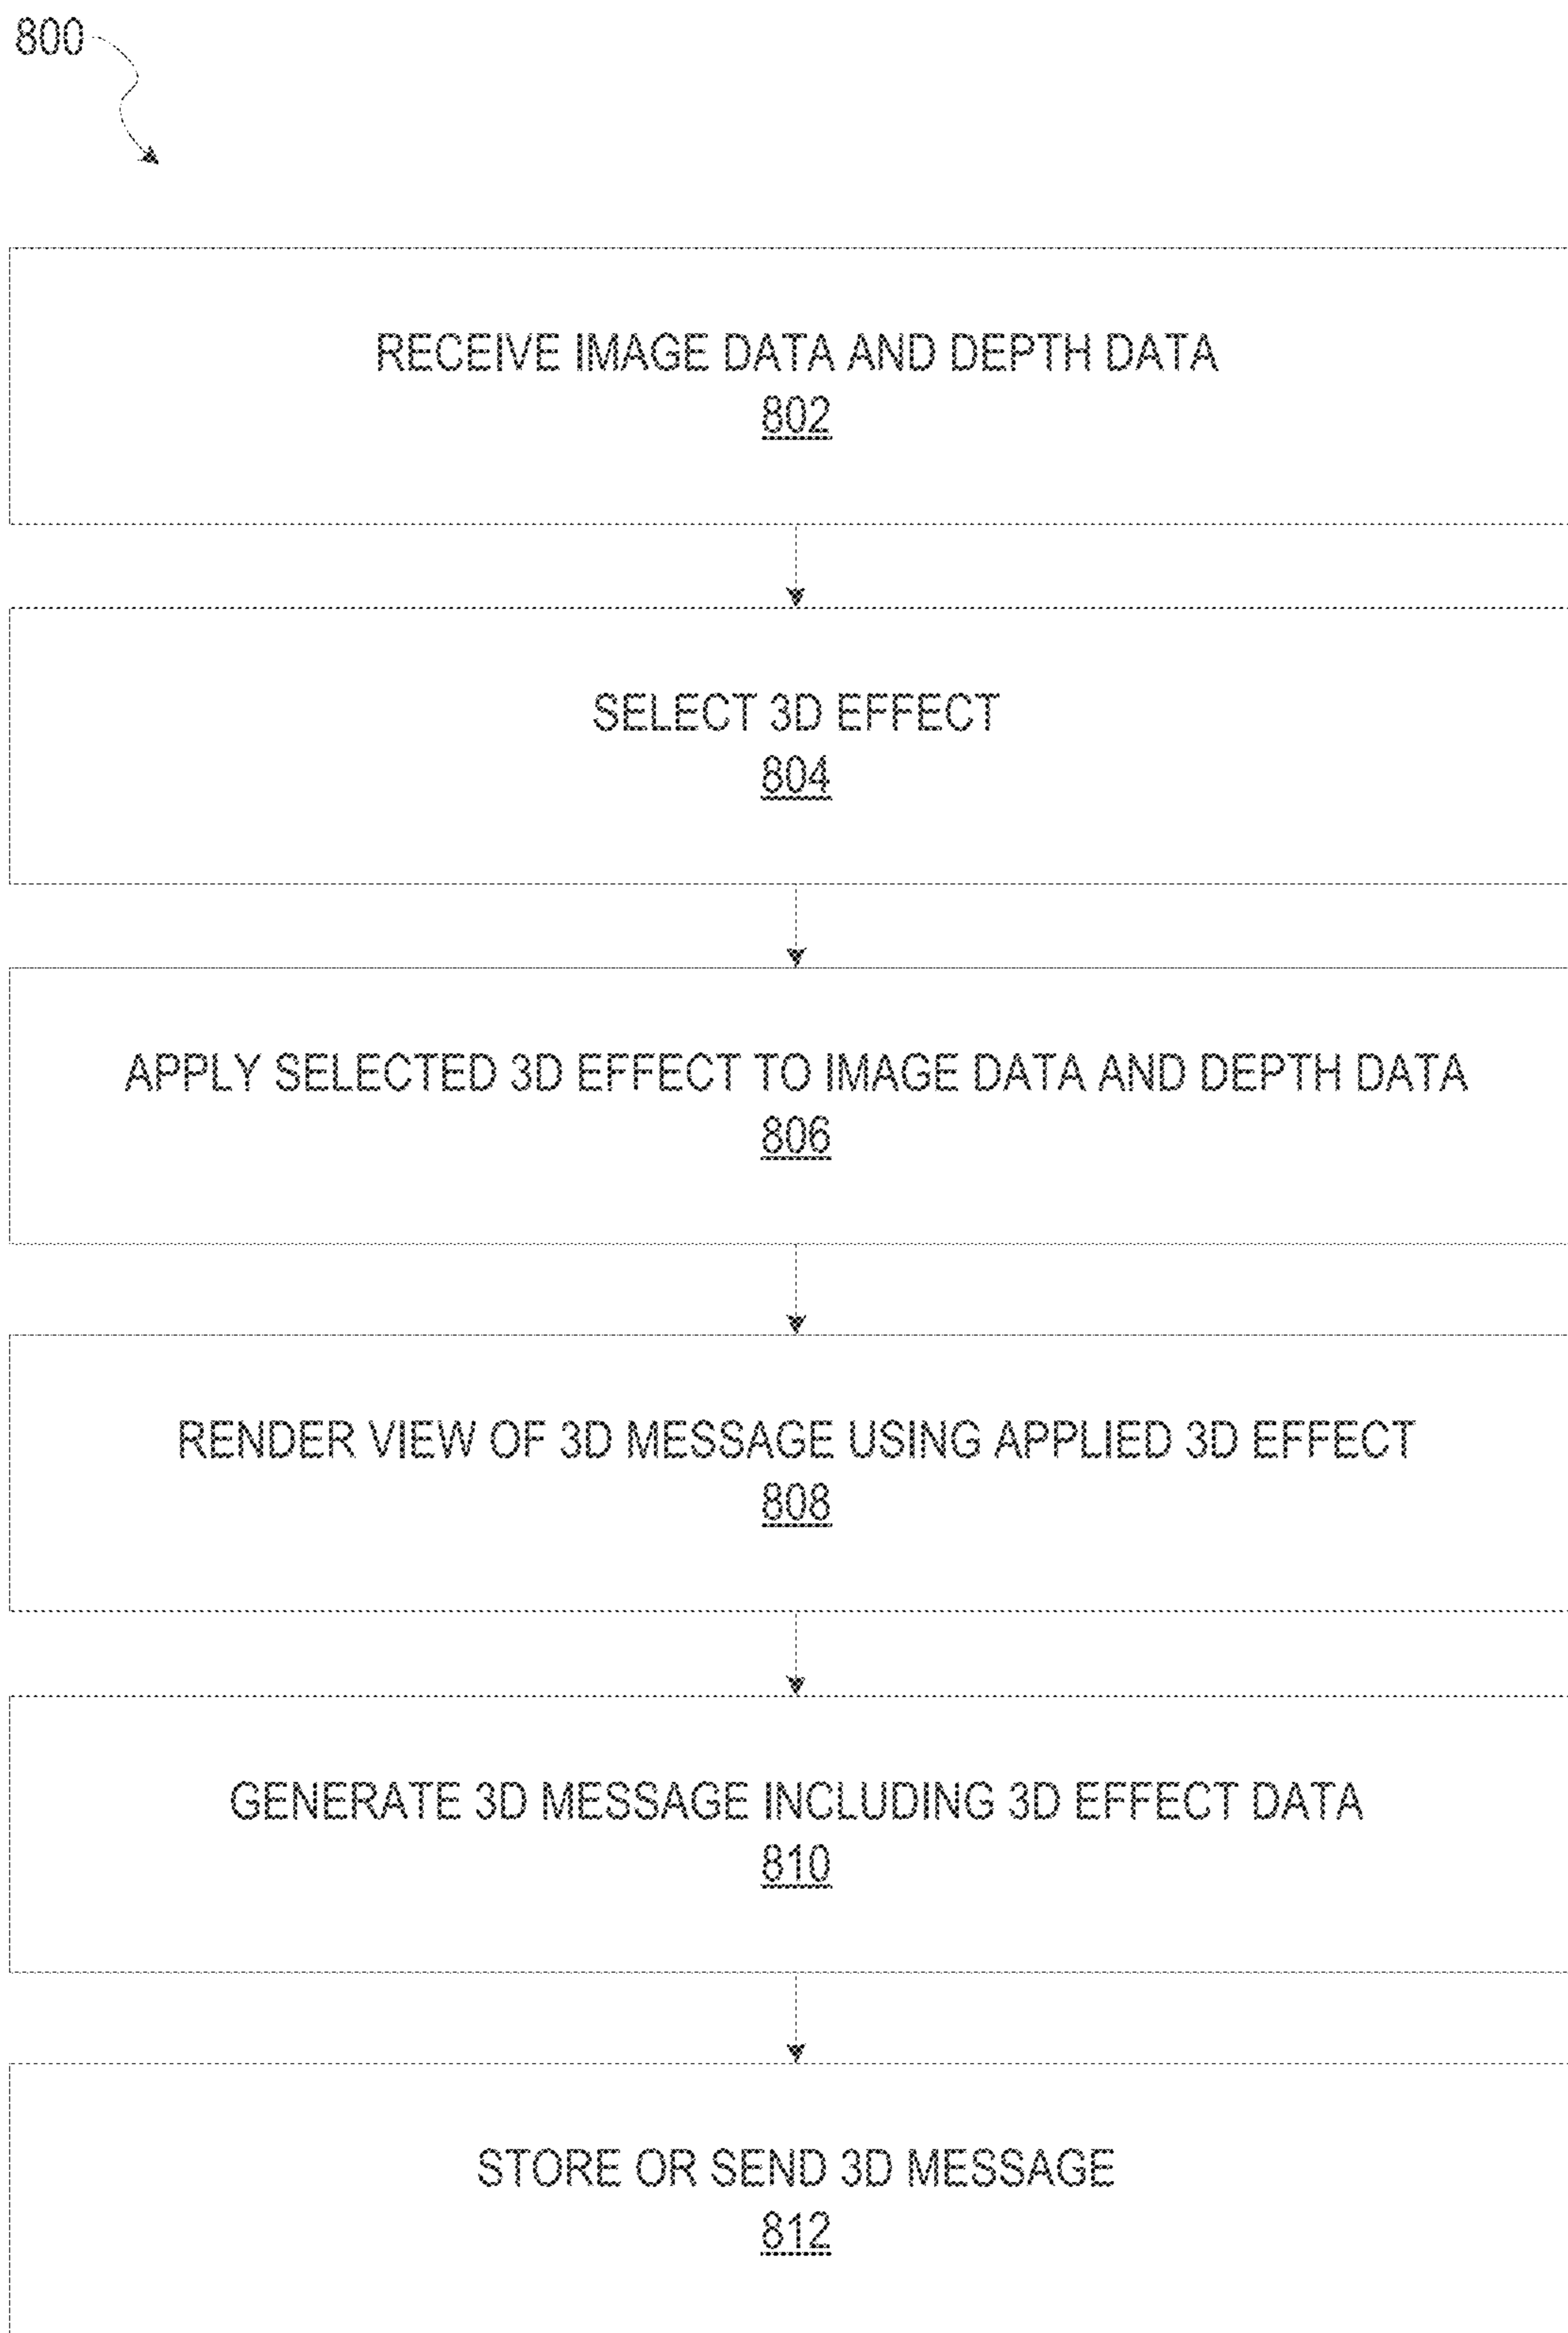 800
RECEIVE IMAGE DATA AND DEPTH DATA
802
SELECT 3D EFFECT
804
APPLY SELECTED 3D EFFECT TO IMAGE DATA AND DEPTH DATA
806
RENDER VIEW OF 3D MESSAGE USING APPLIED 3D EFFECT
808
GENERATE 3D MESSAGE INCLUDING 3D EFFECT DATA
810
STORE OR SEND 3D MESSAGE
812